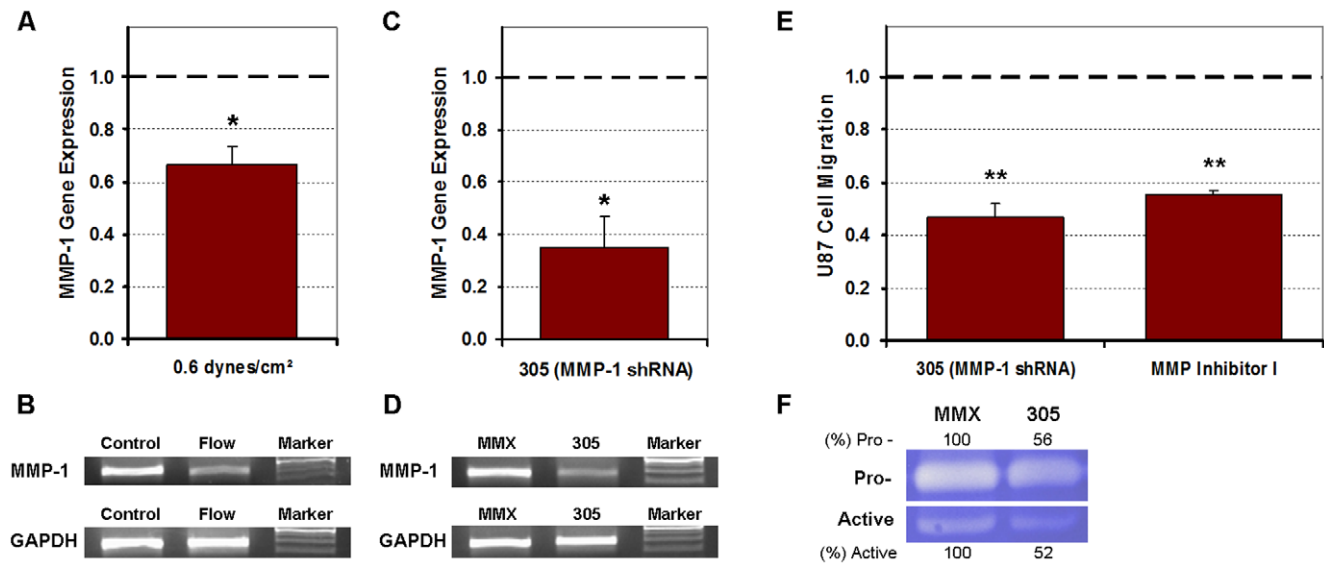 A
MMP-1 Gene Expression
1.0
0.8
0.6
0.4
0.2
0.0
*
0.6 dynes/cm²
B
Control Flow Marker
MMP-1
Control Flow Marker
GAPDH
C
MMP-1 Gene Expression
1.0
0.8
0.6
0.4
0.2
0.0
*
305 (MMP-1 shRNA)
D
MMX 305 Marker
MMP-1
MMX 305 Marker
GAPDH
E
U87 Cell Migration
1.0
0.8
0.6
0.4
0.2
0.0
**
**
305 (MMP-1 shRNA) MMP Inhibitor I
F
MMX 305
(%) Pro - 100 56
Pro-
Active
(%) Active 100 52